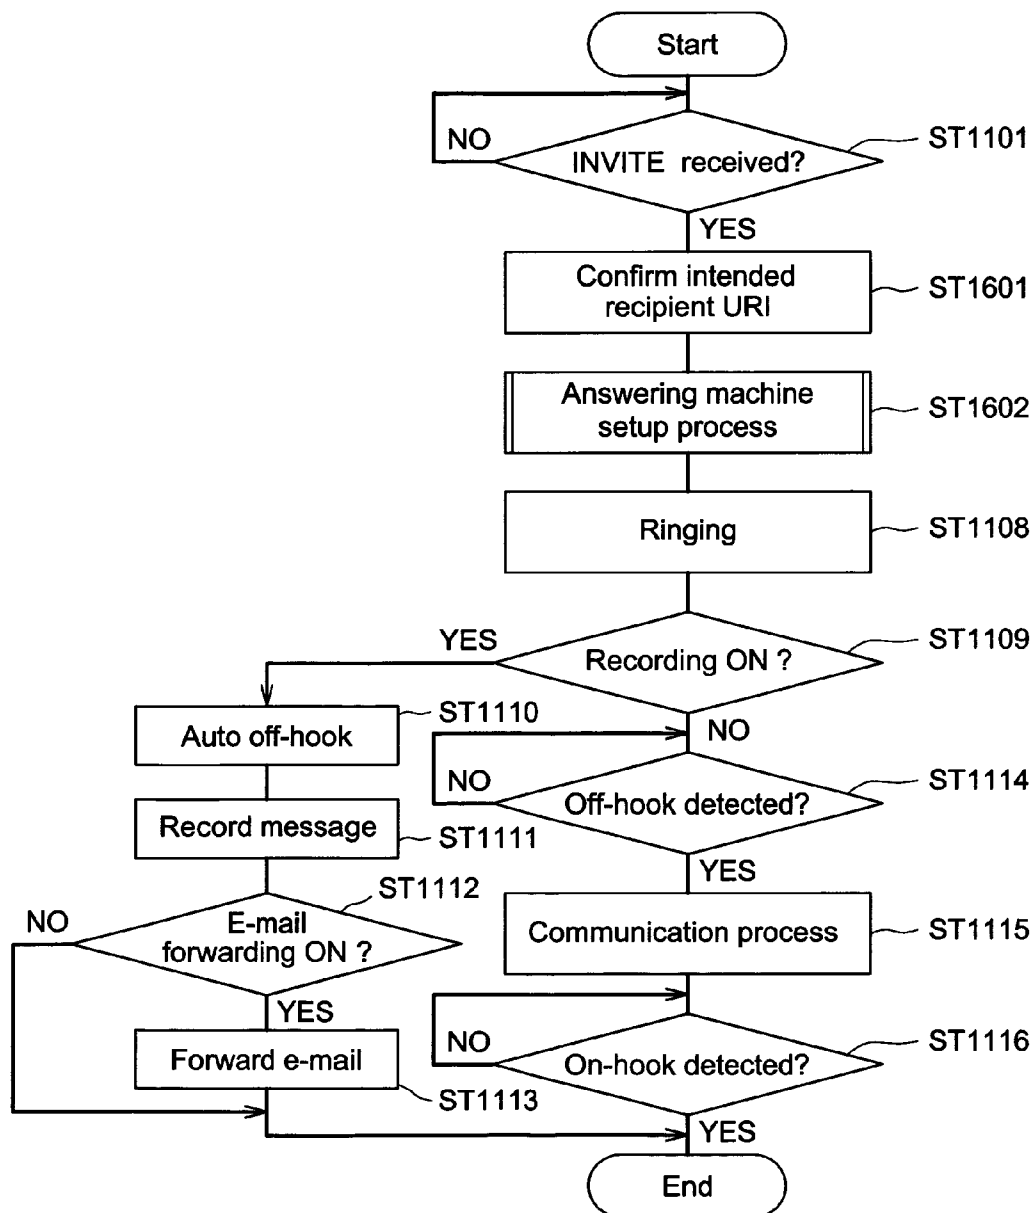 Start
NO
INVITE received?
ST1101
YES
Confirm intended
recipient URI
ST1601
Answering machine
setup process
ST1602
Ringing
ST1108
YES
Recording ON ?
ST1109
NO
Auto off-hook
ST1110
NO
Off-hook detected?
ST1114
Record message
ST1111
YES
ST1112
NO
E-mail
forwarding ON ?
Communication process
ST1115
YES
Forward e-mail
ST1113
NO
On-hook detected?
ST1116
YES
End